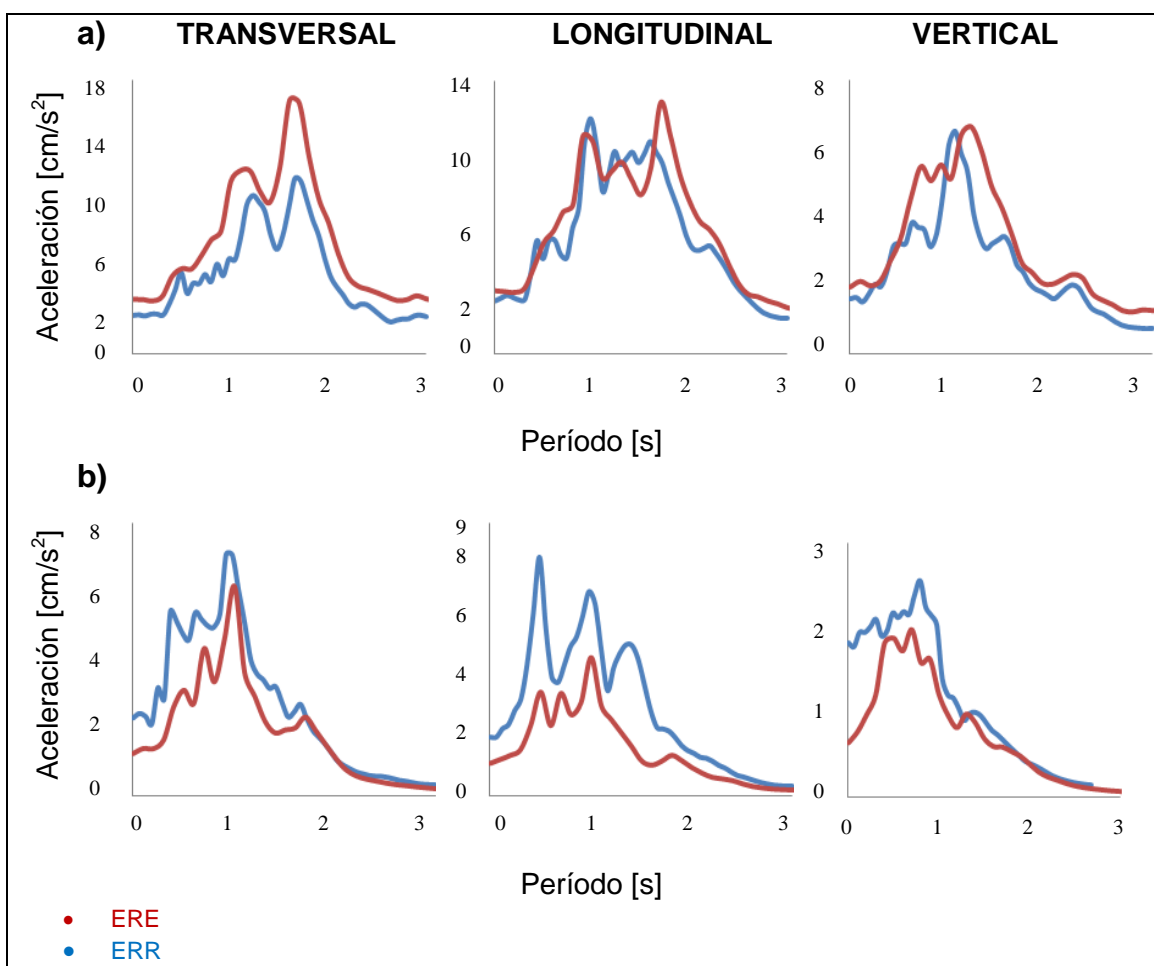 a)
TRANSVERSAL LONGITUDINAL VERTICAL
Aceleración [cm/s²]
18
14
10
6
2
0
0 1 2 3
14
10
6
2
0
0 1 2 3
8
6
4
2
0
0 1 2 3
Período [s]
b)
Aceleración [cm/s²]
8
6
4
2
0
0 1 2 3
9
8
6
4
2
0
0 1 2 3
3
2
1
0
0 1 2 3
Período [s]
• ERE
• ERR